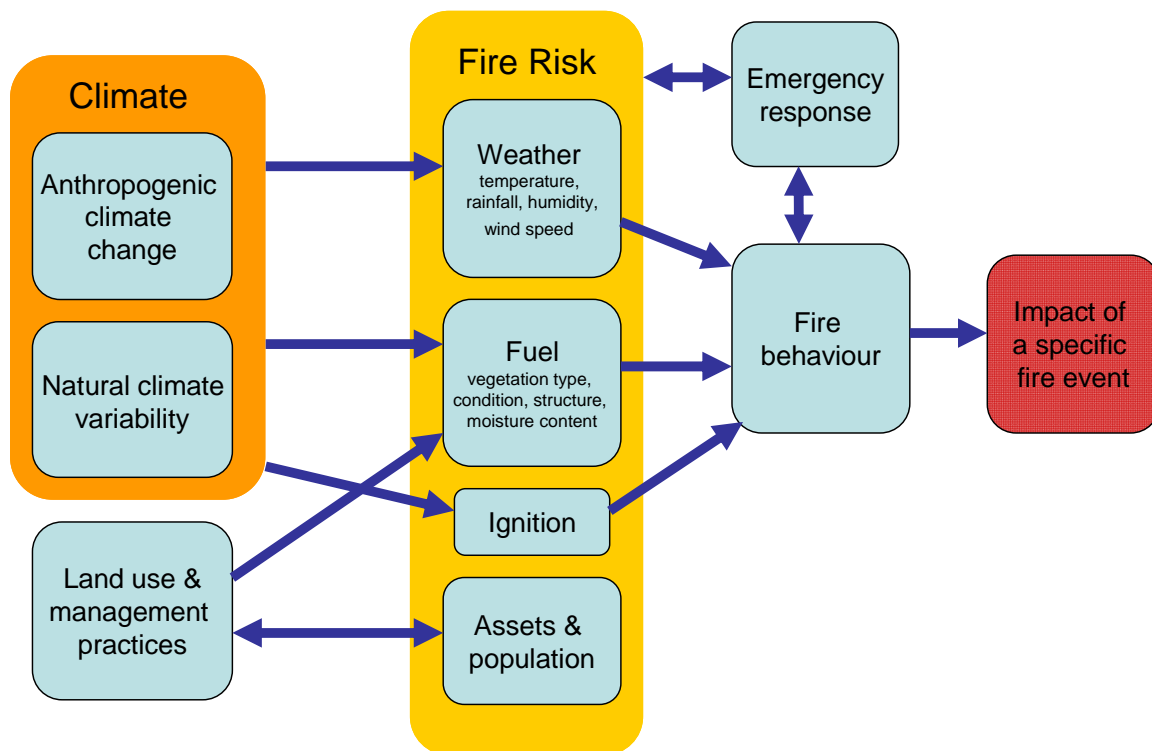 Climate
Anthropogenic
climate
change
Natural climate
variability
Land use &
management
practices
Fire Risk
Weather
temperature,
rainfall, humidity,
wind speed
Fuel
vegetation type,
condition, structure,
moisture content
Ignition
Assets &
population
Emergency
response
Fire
behaviour
Impact of
a specific
fire event